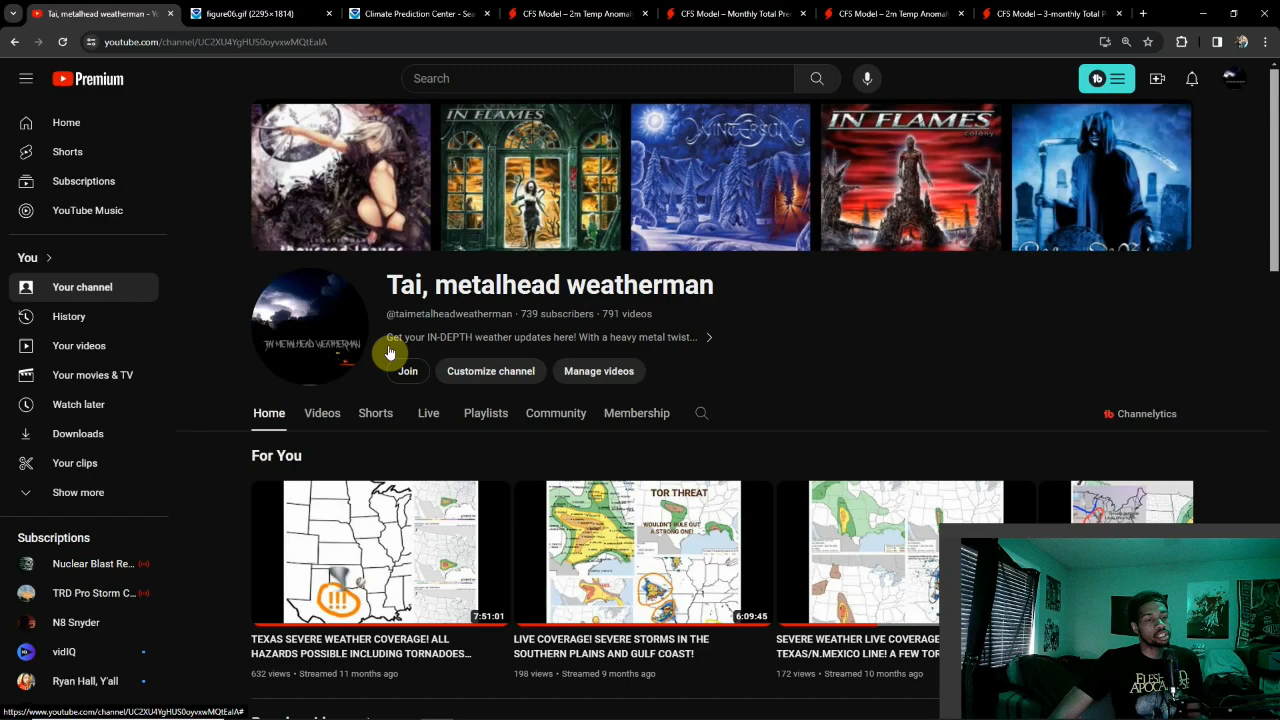 Tai, metalhead weatherman - Yo
figure06.gif (2295×1814)
Climate Prediction Center - Sea
CFS Model – 2m Temp Anomal
CFS Model – Monthly Total Prec
CFS Model – 2m Temp Anomal
CFS Model – 3-monthly Total P
youtube.com/channel/UC2XU4YgHUS0oyvxwMQtEaIA
Premium
Search
Home
Shorts
Subscriptions
YouTube Music
You
Your channel
History
Your videos
Your movies & TV
Watch later
Downloads
Your clips
Show more
Subscriptions
Nuclear Blast Re...
TRD Pro Storm C...
N8 Snyder
vidIQ
Ryan Hall, Y'all
IN FLAMES
WINTERSUN
IN FLAMES
colony
thousand leaves
TAI METALHEAD WEATHERMAN
Tai, metalhead weatherman
@taimetalheadweatherman · 739 subscribers · 791 videos
Get your IN-DEPTH weather updates here! With a heavy metal twist...
Join
Customize channel
Manage videos
Home
Videos
Shorts
Live
Playlists
Community
Membership
Channelytics
For You
!!!
7:51:01
TEXAS SEVERE WEATHER COVERAGE! ALL
HAZARDS POSSIBLE INCLUDING TORNADOES...
632 views · Streamed 11 months ago
TOR THREAT
WOULDN'T RULE OUT
A STRONG ONE!
6:09:45
LIVE COVERAGE! SEVERE STORMS IN THE
SOUTHERN PLAINS AND GULF COAST!
198 views · Streamed 9 months ago
SEVERE WEATHER LIVE COVERAGE
TEXAS/N.MEXICO LINE! A FEW TOR
172 views · Streamed 10 months ago
https://www.youtube.com/channel/UC2XU4YgHUS0oyvxwMQtEaIA#